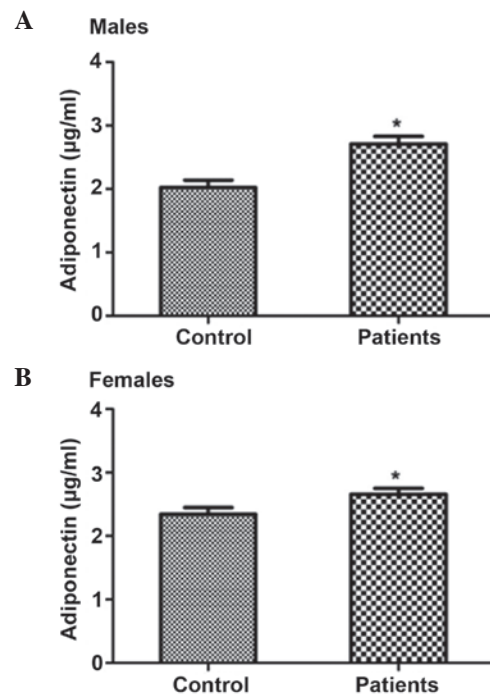 A Males
Adiponectin (µg/ml)
4
3
2
1
0
*
Control Patients
B Females
Adiponectin (µg/ml)
4
3
2
1
0
*
Control Patients